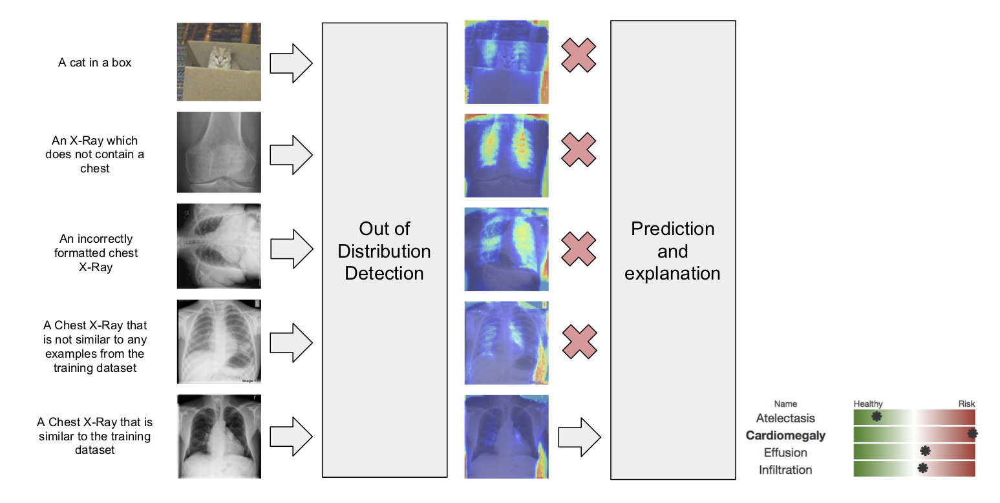 A cat in a box
An X-Ray which
does not contain a
chest
An incorrectly
formatted chest
X-Ray
A Chest X-Ray that
is not similar to any
examples from the
training dataset
A Chest X-Ray that is
similar to the training
dataset
Out of
Distribution
Detection
Prediction
and
explanation
Name
Healthy
Risk
Atelectasis
Cardiomegaly
Effusion
Infiltration